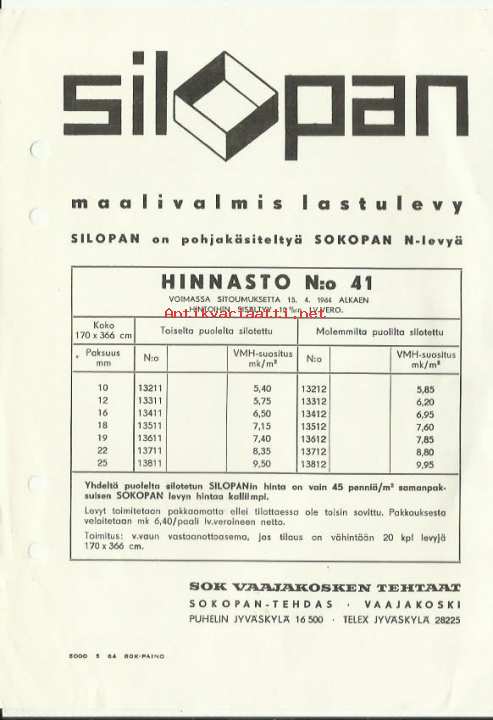 silopan
maalivalmis lastulevy
SILOPAN on pohjakäsiteltyä SOKOPAN N-levyä
HINNASTO N:o 41
VOIMASSA SITOUMUKSETTA 15. 4. 1964 ALKAEN
HINTOIHIN SISÄLTYY LV.VERO.
Antikvariaatti.net
Koko 170 x 366 cm Toiselta puolelta silotettu Molemmilta puolilta silotettu
Paksuus mm N:o VMH-suositus mk/m² N:o VMH-suositus mk/m²
10 13211 5,40 13212 5,85
12 13311 5,75 13312 6,20
16 13411 6,50 13412 6,95
18 13511 7,15 13512 7,60
19 13611 7,40 13612 7,85
22 13711 8,35 13712 8,80
25 13811 9,50 13812 9,95
Yhdeltä puolelta silotetun SILOPANin hinta on vain 45 penniä/m² samanpak-
suisen SOKOPAN levyn hintaa kalliimpi.
Levyt toimitetaan pakkaamatta ellei tilattaessa ole toisin sovittu. Pakkauksesta
veloitetaan mk 6,40/paali lv.veroineen netto.
Toimitus: v.vaun vastaanottoasema, jos tilaus on vähintään 20 kpl levyjä
170 x 366 cm.
SOK VAAJAKOSKEN TEHTAAT
SOKOPAN-TEHDAS · VAAJAKOSKI
PUHELIN JYVÄSKYLÄ 16 500 · TELEX JYVÄSKYLÄ 28225
5000 5 64 SOK-PAINO